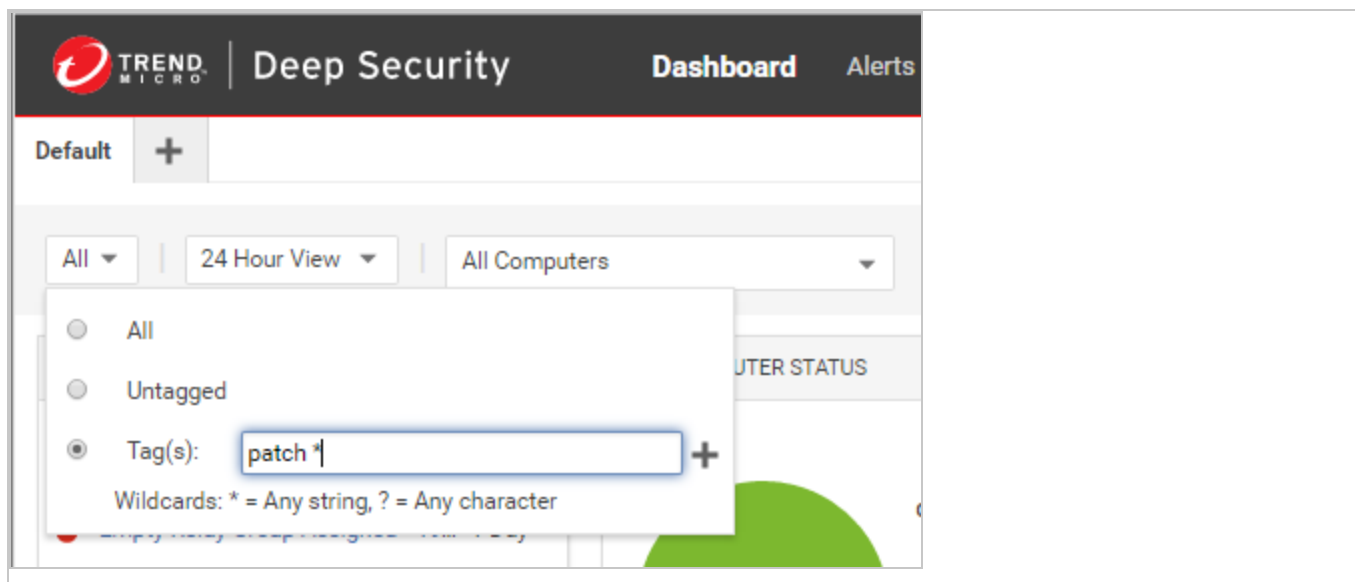 TREND MICRO | Deep Security Dashboard Alerts
Default +
All 24 Hour View All Computers
All
Untagged
Tag(s): patch * +
Wildcards: * = Any string, ? = Any character
UTER STATUS